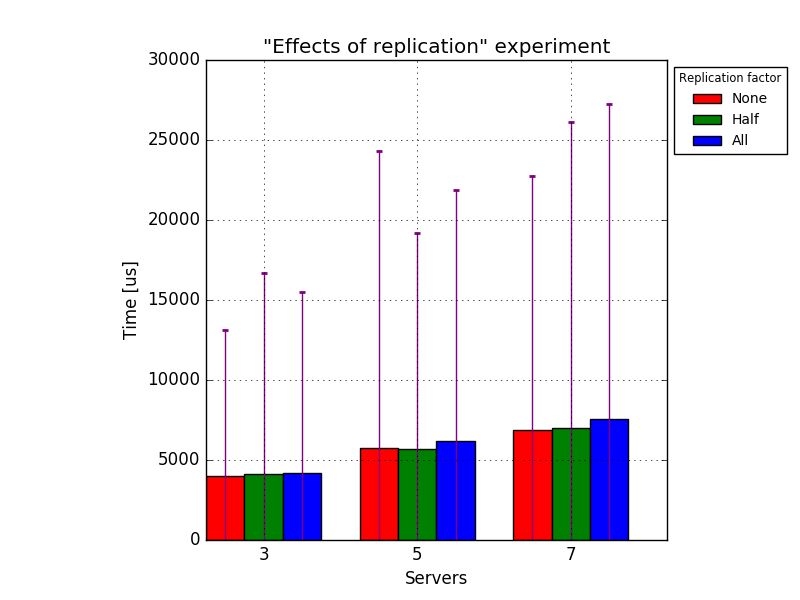 "Effects of replication" experiment
30000
25000
20000
15000
10000
5000
0
Time [us]
3 5 7
Servers
Replication factor
None
Half
All